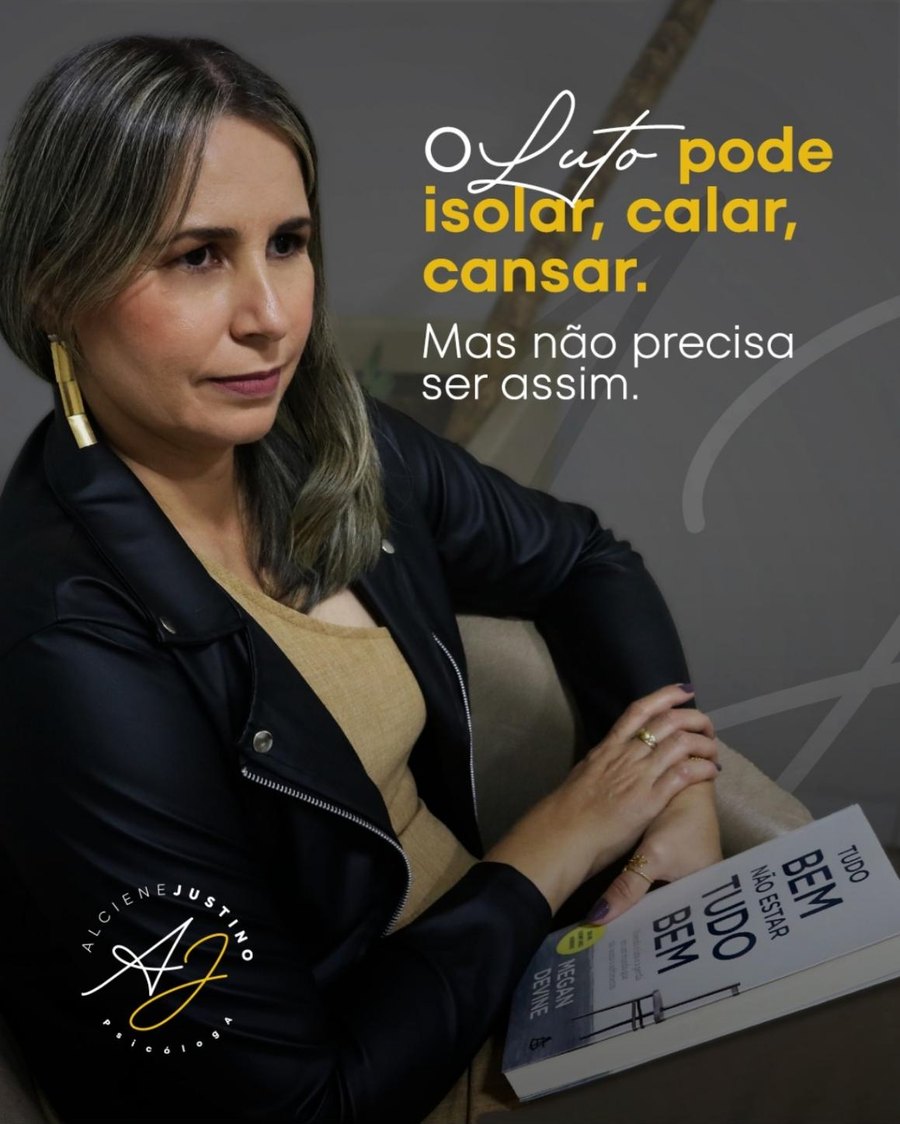 O Luto pode
isolar, calar,
cansar.
Mas não precisa
ser assim.
TUDO
BEM
NÃO ESTAR
TUDO
BEM
MEGAN
DEVINE
ALCIENE JUSTINO
AJ
Psicóloga